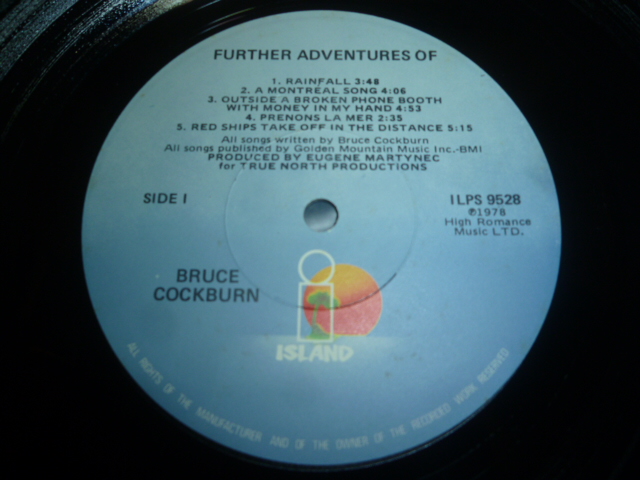 FURTHER ADVENTURES OF
1. RAINFALL 3:48
2. A MONTRÉAL SONG 4:06
3. OUTSIDE A BROKEN PHONE BOOTH
WITH MONEY IN MY HAND 4:53
4. PRENONS LA MER 2:35
5. RED SHIPS TAKE OFF IN THE DISTANCE 5:15
All songs written by Bruce Cockburn
All songs published by Golden Mountain Music Inc.-BMI
PRODUCED BY EUGENE MARTYNEC
for TRUE NORTH PRODUCTIONS
SIDE I
ILPS 9528
℗1978
High Romance
Music LTD.
BRUCE
COCKBURN
i
ISLAND
ALL RIGHTS OF THE MANUFACTURER AND OF THE OWNER OF THE RECORDED WORK RESERVED